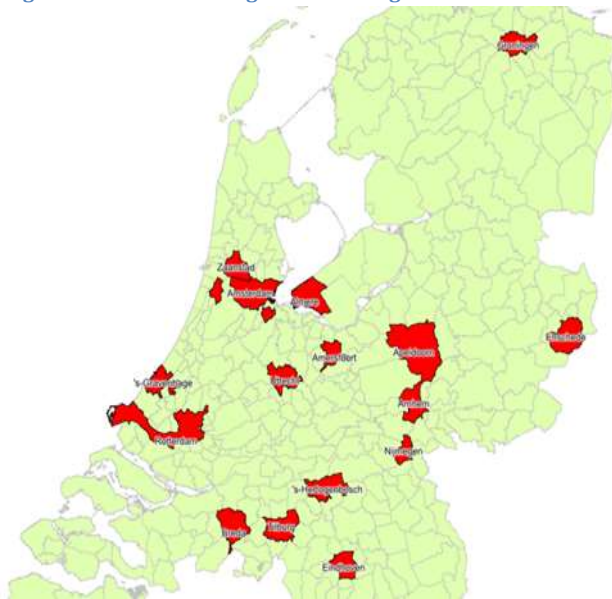 Groningen
Zaanstad
Amsterdam
Almere
Enschede
Amersfoort
Apeldoorn
's-Gravenhage
Utrecht
Arnhem
Rotterdam
Nijmegen
's-Hertogenbosch
Breda
Tilburg
Eindhoven